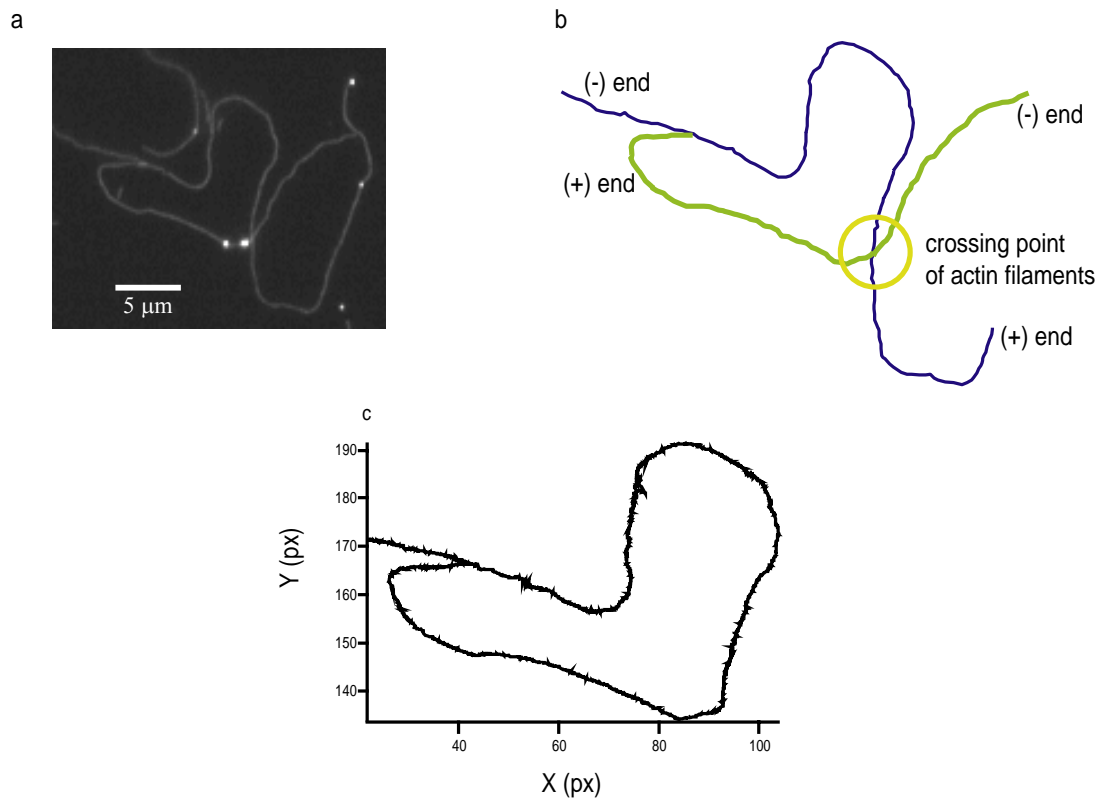 a
5 µm
b
(-) end
(-) end
(+) end
crossing point
of actin filaments
(+) end
c
190
180
170
160
150
140
Y (px)
40
60
80
100
X (px)